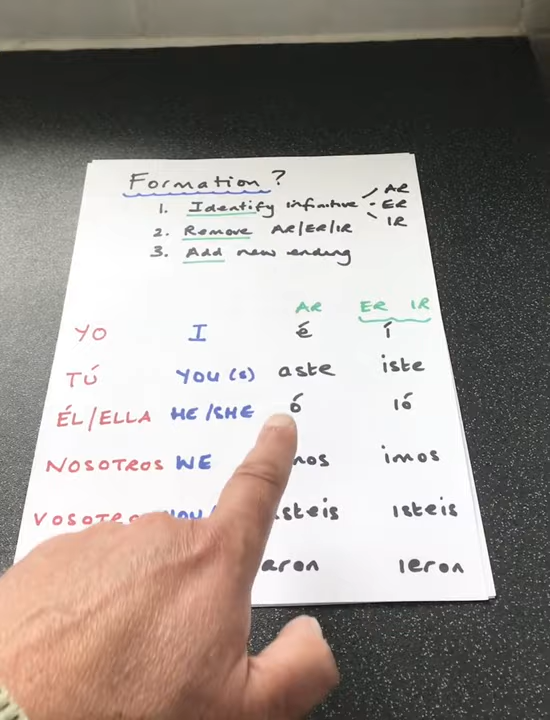 Formation?
1. Identify infinitive AR
ER
IR
2. Remove AR/ER/IR
3. Add new ending
AR ER IR
YO I é í
TÚ YOU (s) aste iste
ÉL/ELLA HE/SHE ó ió
NOSOTROS WE imos
isteis
aron ieron